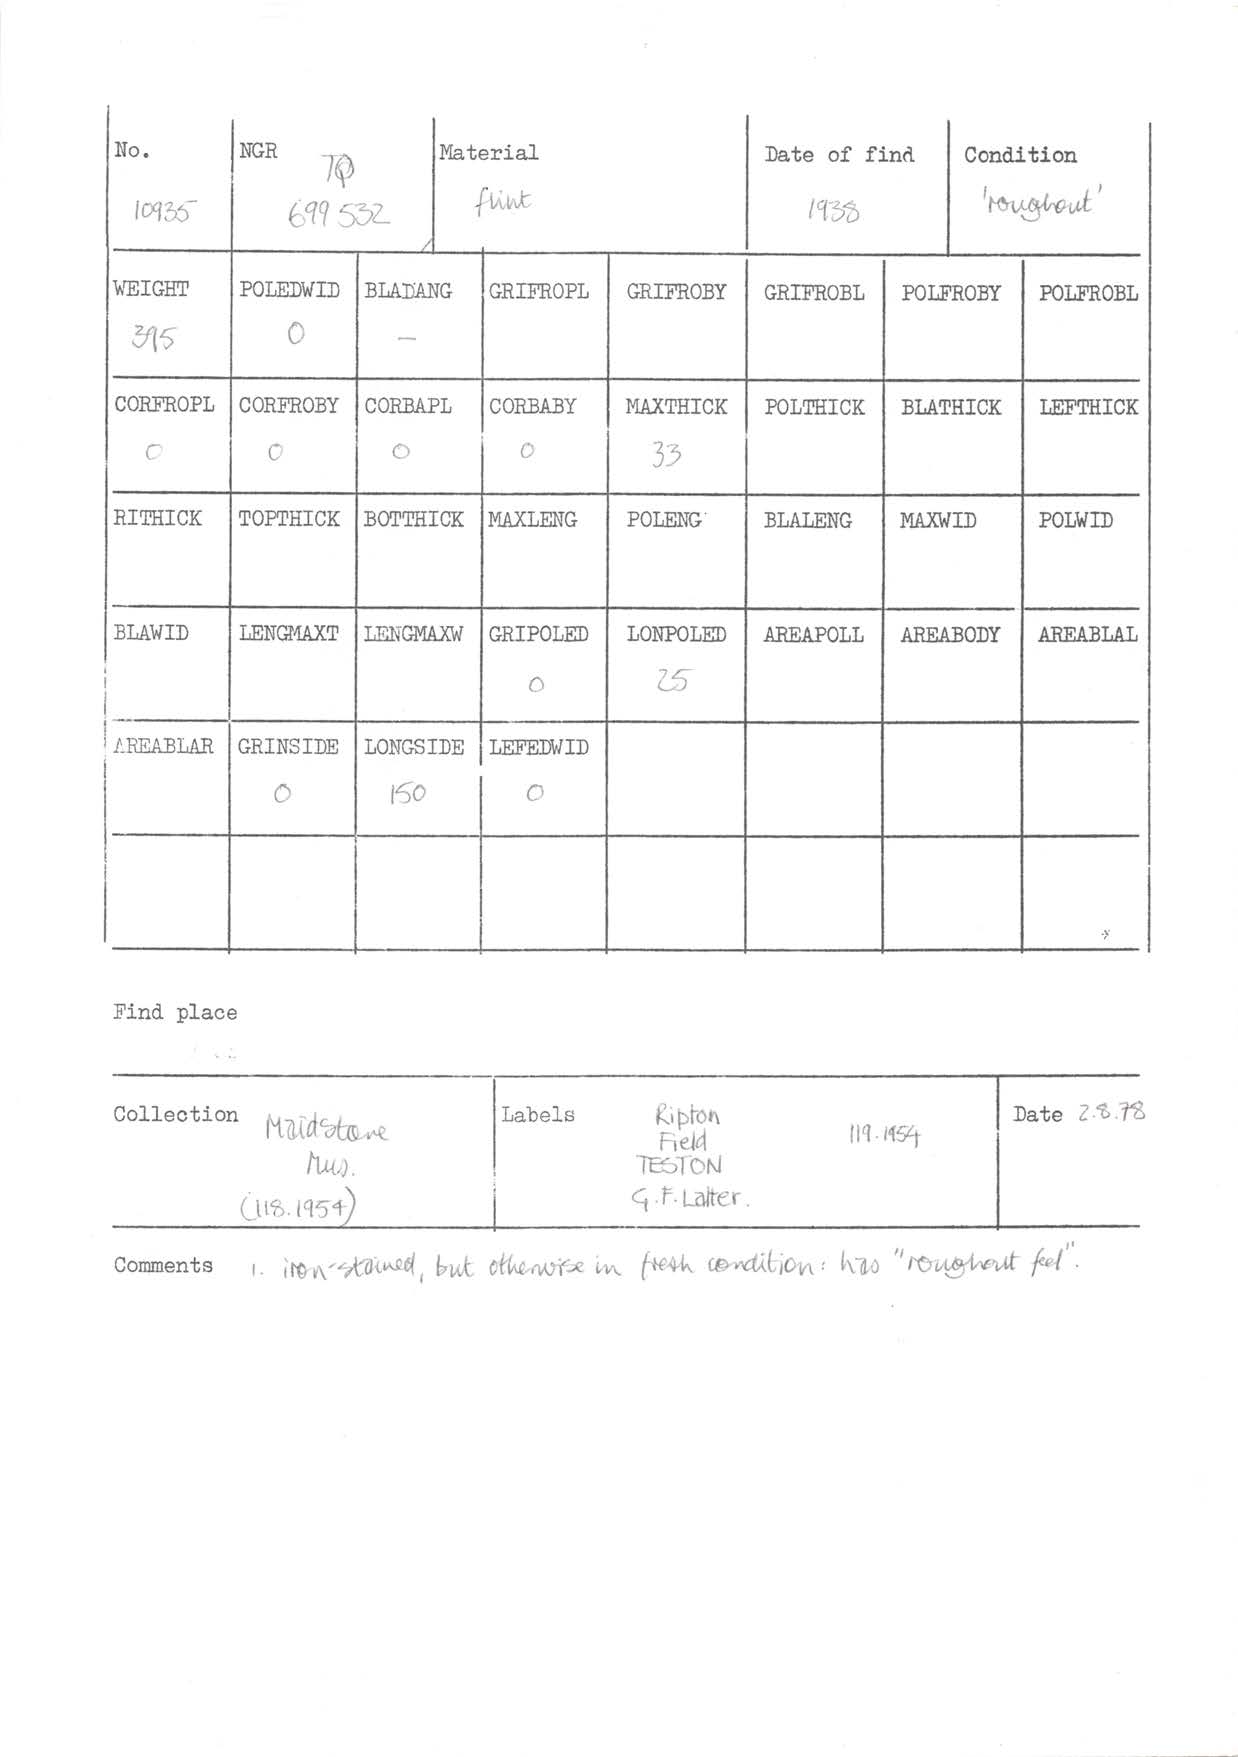 No. NGR TQ Material Date of find Condition
10935 699 532 flint 1938 'roughout'
WEIGHT POLEDWID BLADANG GRIFROPL GRIFROBY GRIFROBL POLFROBY POLFROBL
395 0 —
CORFROPL CORFROBY CORBAPL CORBABY MAXTHICK POLTHICK BLATHICK LEFTHICK
0 0 0 0 33
RITHICK TOPTHICK BOTTHICK MAXLENG POLENG BLALENG MAXWID POLWID
BLAWID LENGMAXT LENGMAXW GRIPOLED LONPOLED AREAPOLL AREABODY AREABLAL
0 25
AREABLAR GRINSIDE LONGSIDE LEFEDWID
0 150 0
Find place
Collection Maidstone
Mus.
(118.1954)
Labels Ripton
Field
TESTON
G.F. Latter.
119.1954
Date 2.8.78
Comments 1. iron-stained, but otherwise in fresh condition: has "roughout feel".